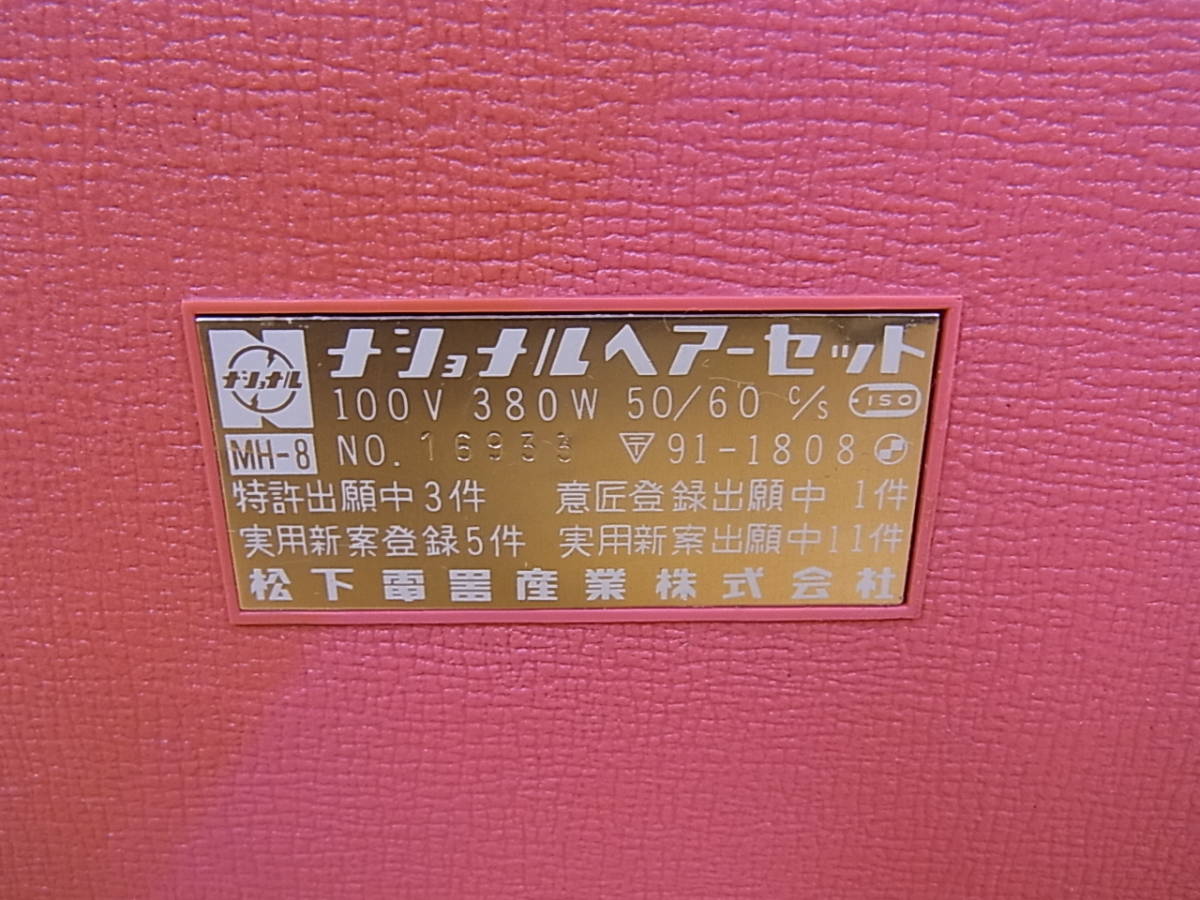 ナショナル
ナショナルヘアーセット
100V 380W 50/60 c/s ISO
MH-8 NO. 16933 〒 91-1808
特許出願中3件 意匠登録出願中 1件
実用新案登録5件 実用新案出願中11件
松下電器産業株式会社